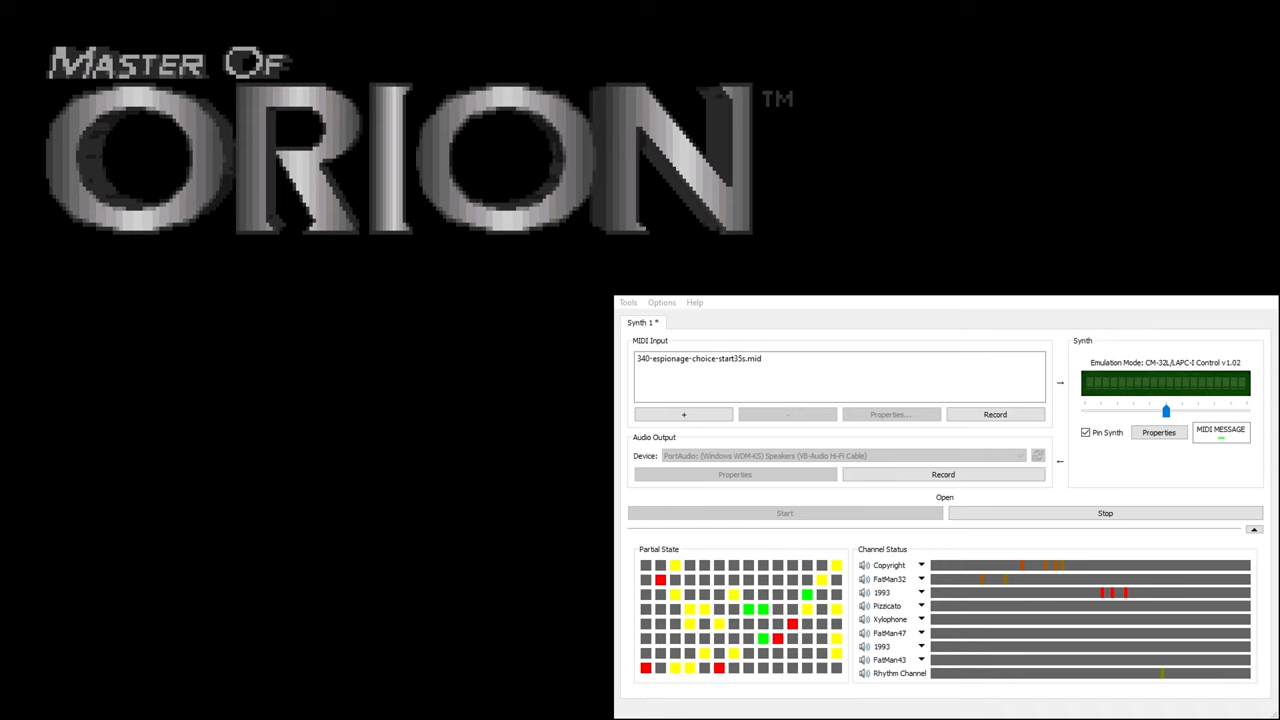 MASTER OF
ORION™
Tools Options Help
Synth 1 *
MIDI Input
340-espionage-choice-start35s.mid
+ - Properties... Record
Synth
Emulation Mode: CM-32L/LAPC-I Control v1.02
Pin Synth Properties MIDI MESSAGE
Audio Output
Device: PortAudio: (Windows WDM-KS) Speakers (VB-Audio Hi-Fi Cable)
Properties Record
Open
Start Stop
Partial State
Channel Status
Copyright
FatMan32
1993
Pizzicato
Xylophone
FatMan47
1993
FatMan43
Rhythm Channel